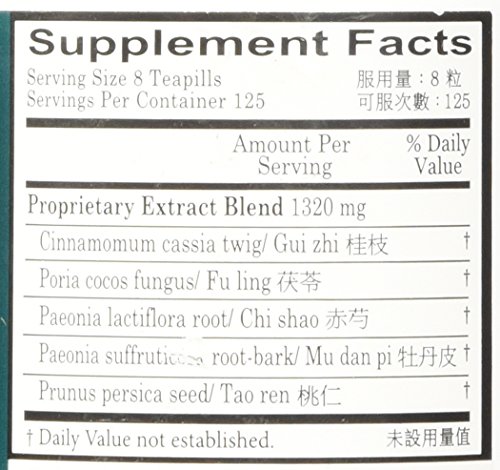 Supplement Facts
Serving Size 8 Teapills 服用量：8 粒
Servings Per Container 125 可服次數：125
Amount Per Serving % Daily Value
Proprietary Extract Blend 1320 mg
Cinnamomum cassia twig/ Gui zhi 桂枝 †
Poria cocos fungus/ Fu ling 茯苓 †
Paeonia lactiflora root/ Chi shao 赤芍 †
Paeonia root-bark/ Mu dan pi 牡丹皮 †
Prunus persica seed/ Tao ren 桃仁 †
† Daily Value not established. 未設用量值